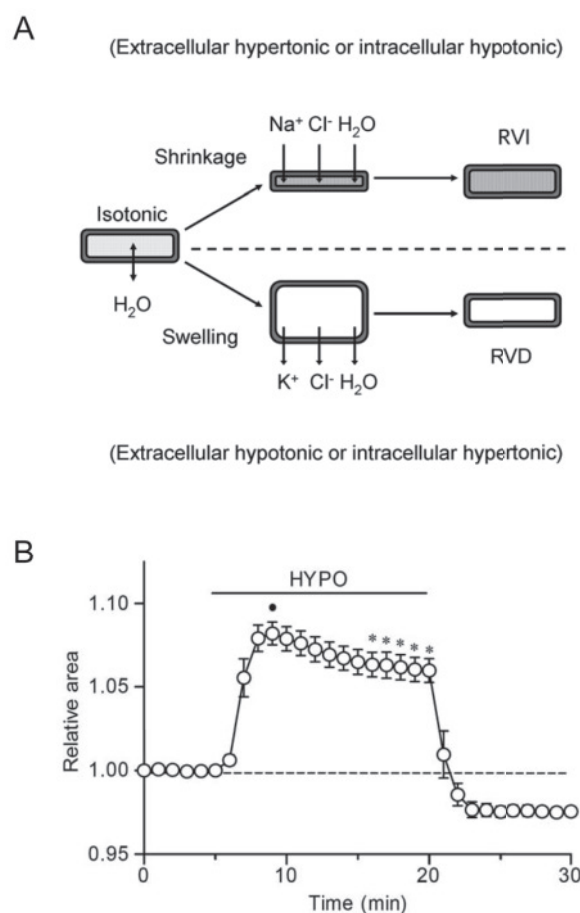 A
(Extracellular hypertonic or intracellular hypotonic)
Na⁺ Cl⁻ H₂O
RVI
Shrinkage
Isotonic
H₂O
Swelling
RVD
K⁺ Cl⁻ H₂O
(Extracellular hypotonic or intracellular hypertonic)
B
HYPO
•
* * * * *
1.10
1.05
1.00
0.95
Relative area
0 10 20 30
Time (min)